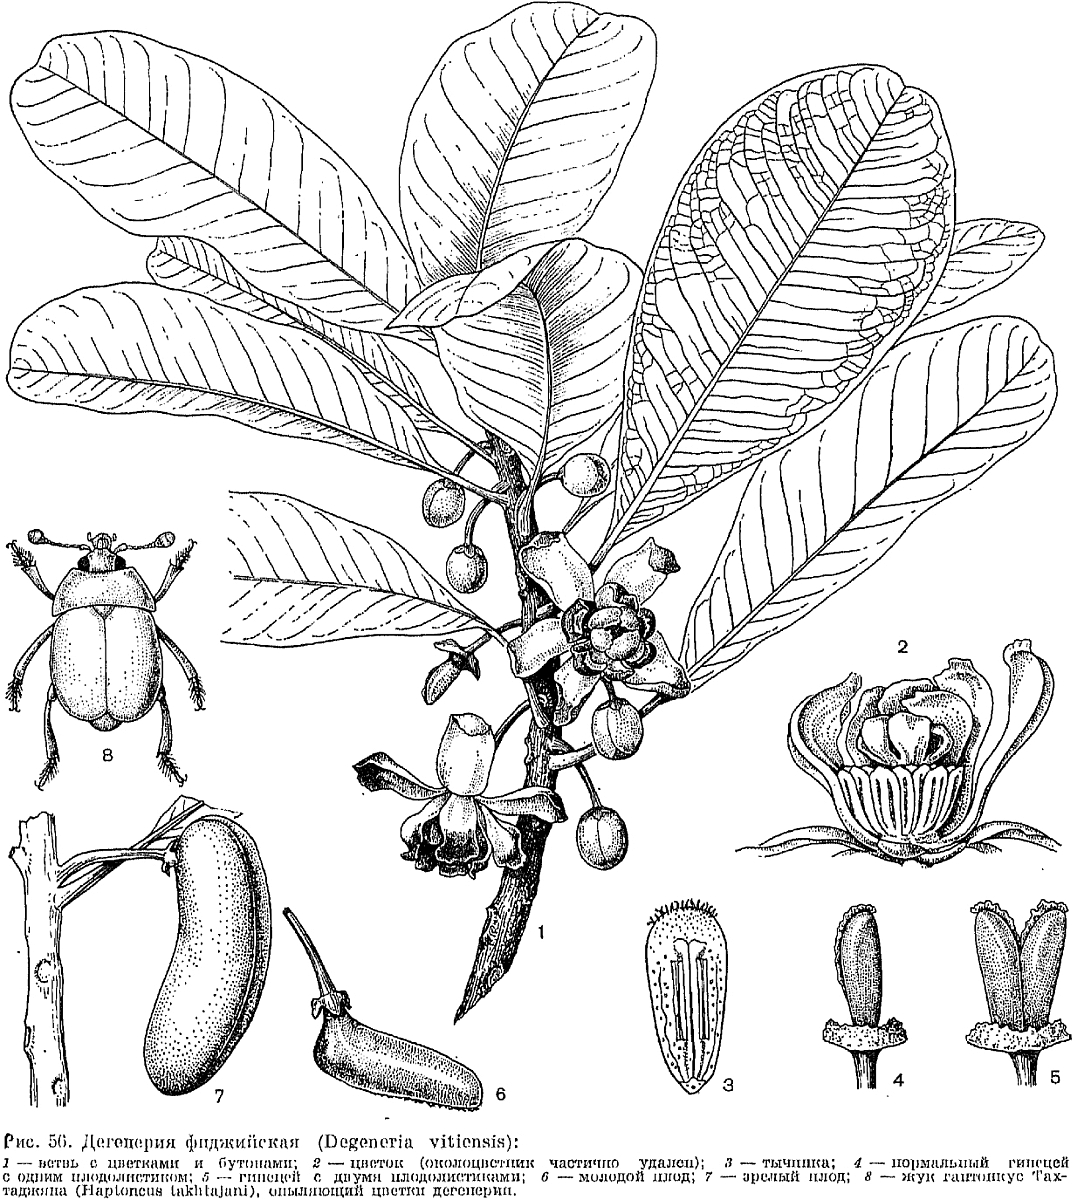 2
8
1
7
6
3
4
5
Рис. 56. Дегенерия фиджийская (Degeneria vitiensis):
1 — ветвь с цветками и бутонами; 2 — цветок (околоцветник частично удален); 3 — тычинка; 4 — нормальный гинецей
с одним плодолистиком; 5 — гинецей с двумя плодолистиками; 6 — молодой плод; 7 — зрелый плод; 8 — жук гаптонкус Тах-
таджяна (Haptoncus takhtajani), опыляющий цветки дегенерии.